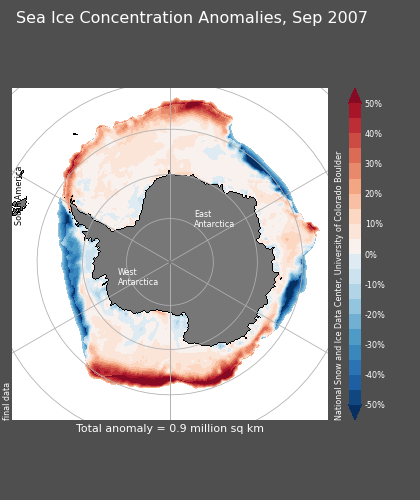 Sea Ice Concentration Anomalies, Sep 2007
South America
East
Antarctica
West
Antarctica
final data
50%
40%
30%
20%
10%
0%
-10%
-20%
-30%
-40%
-50%
National Snow and Ice Data Center, University of Colorado Boulder
Total anomaly = 0.9 million sq km